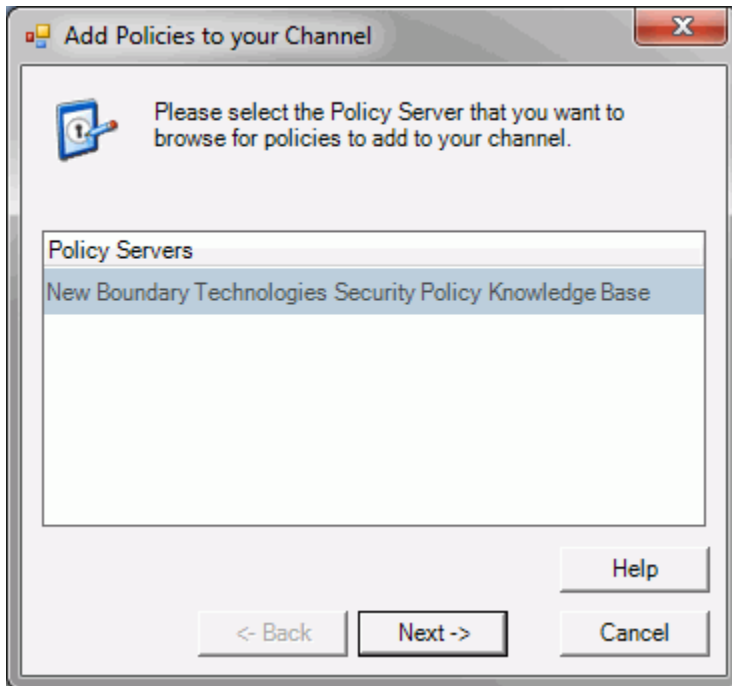 Add Policies to your Channel
Please select the Policy Server that you want to
browse for policies to add to your channel.
Policy Servers
New Boundary Technologies Security Policy Knowledge Base
Help
<- Back
Next ->
Cancel